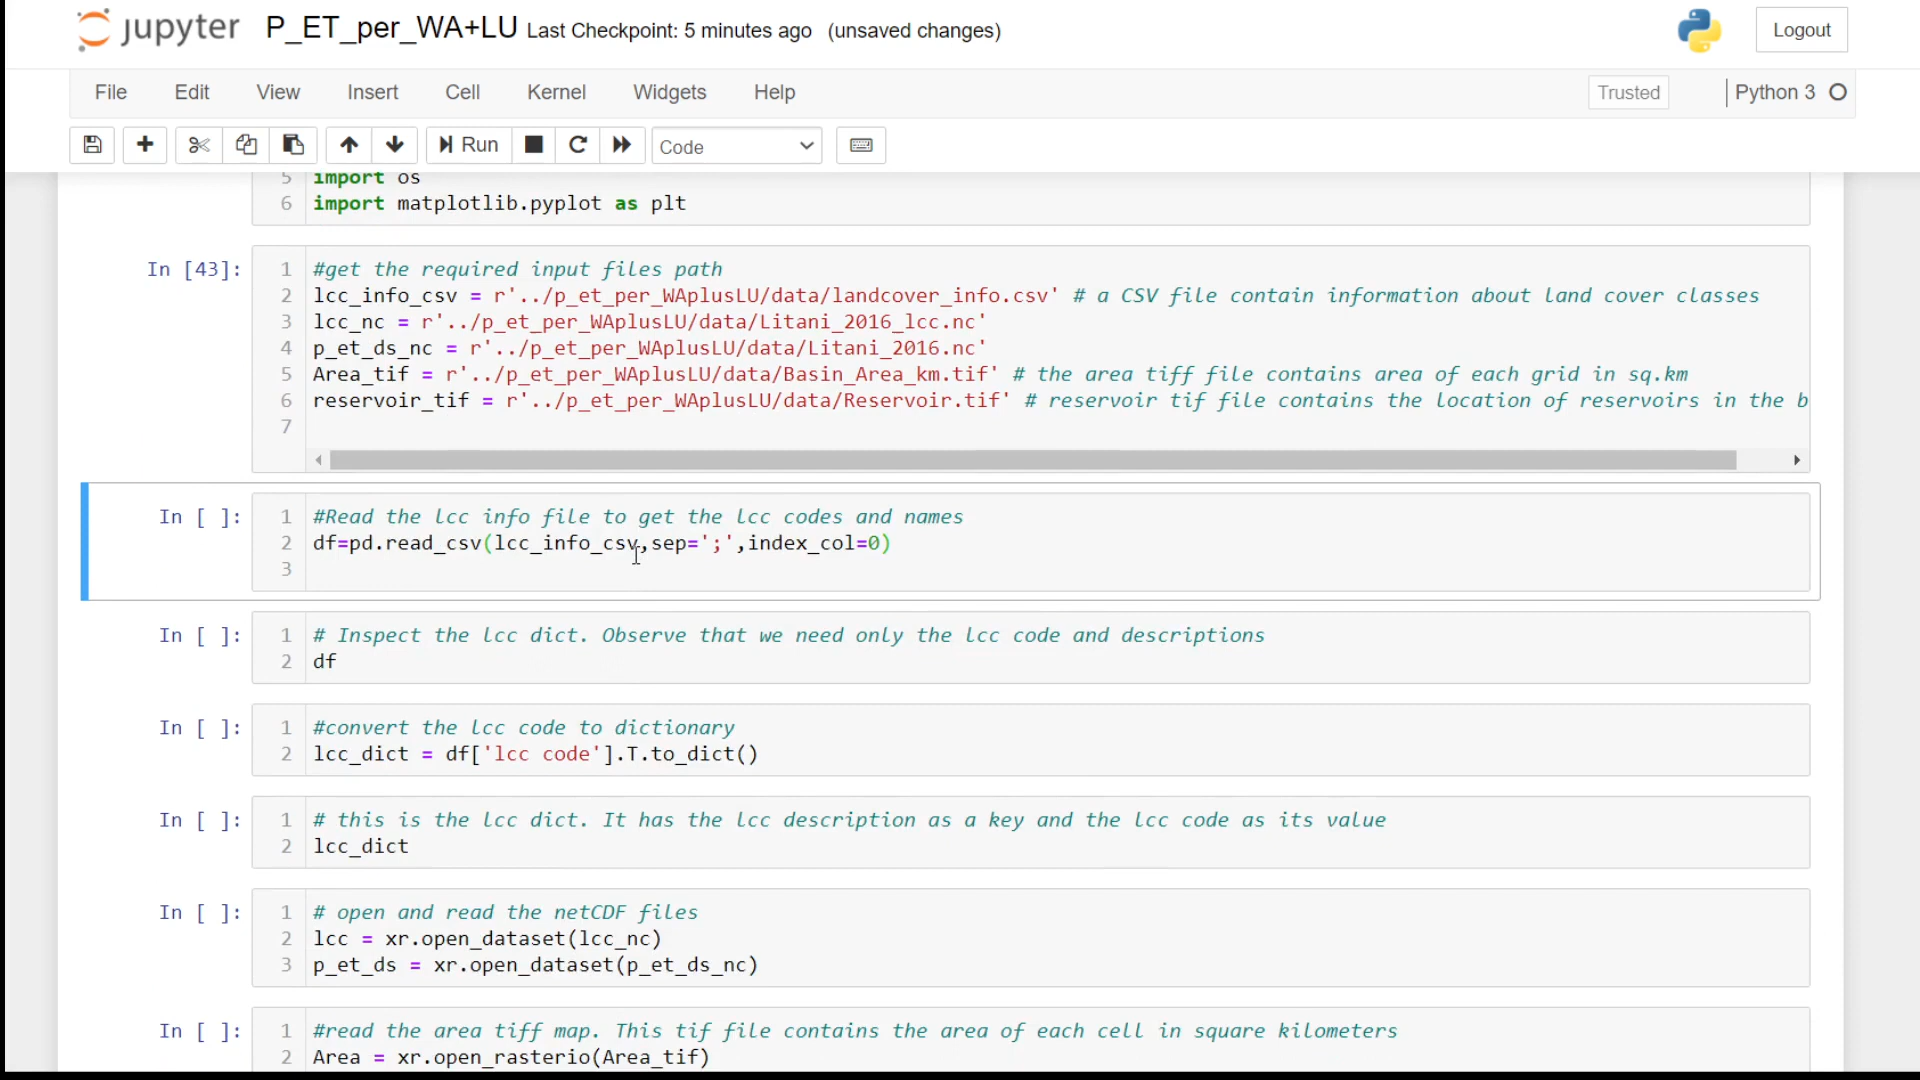 jupyter P_ET_per_WA+LU Last Checkpoint: 5 minutes ago (unsaved changes) Logout
File Edit View Insert Cell Kernel Widgets Help Trusted Python 3
Run Code
5 import os
6 import matplotlib.pyplot as plt
In [43]: 1 #get the required input files path
2 lcc_info_csv = r'../p_et_per_WAplusLU/data/landcover_info.csv' # a CSV file contain information about land cover classes
3 lcc_nc = r'../p_et_per_WAplusLU/data/Litani_2016_lcc.nc'
4 p_et_ds_nc = r'../p_et_per_WAplusLU/data/Litani_2016.nc'
5 Area_tif = r'../p_et_per_WAplusLU/data/Basin_Area_km.tif' # the area tiff file contains area of each grid in sq.km
6 reservoir_tif = r'../p_et_per_WAplusLU/data/Reservoir.tif' # reservoir tif file contains the location of reservoirs in the b
7
In [ ]: 1 #Read the lcc info file to get the lcc codes and names
2 df=pd.read_csv(lcc_info_csv,sep=';',index_col=0)
3
In [ ]: 1 # Inspect the lcc dict. Observe that we need only the lcc code and descriptions
2 df
In [ ]: 1 #convert the lcc code to dictionary
2 lcc_dict = df['lcc code'].T.to_dict()
In [ ]: 1 # this is the lcc dict. It has the lcc description as a key and the lcc code as its value
2 lcc_dict
In [ ]: 1 # open and read the netCDF files
2 lcc = xr.open_dataset(lcc_nc)
3 p_et_ds = xr.open_dataset(p_et_ds_nc)
In [ ]: 1 #read the area tiff map. This tif file contains the area of each cell in square kilometers
2 Area = xr.open_rasterio(Area_tif)